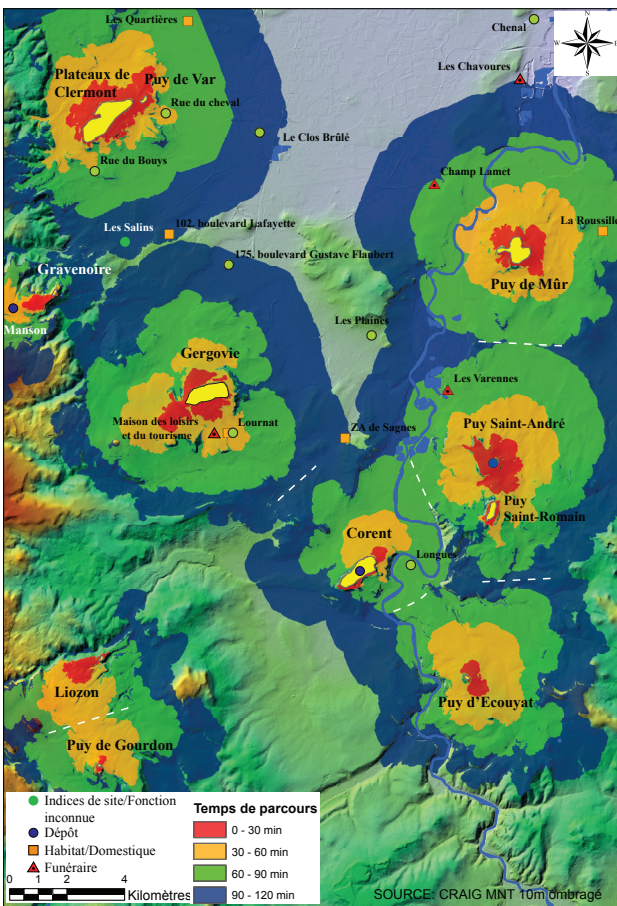 Les Quartières
Chenal
N
W
E
S
Les Chavoures
Plateaux de
Clermont
Puy de Var
Rue du cheval
Le Clos Brûlé
Rue du Bouys
Champ Lamet
Les Salins
102. boulevard Lafayette
La Roussille
175. boulevard Gustave Flaubert
Gravenoire
Puy de Mûr
Manson
Les Plaines
Gergovie
Les Varennes
Maison des loisirs
et du tourisme
Lournat
ZA de Sagnes
Puy Saint-André
Puy
Saint-Romain
Corent
Longues
Liozon
Puy d'Ecouyat
Puy de Gourdon
Indices de site/Fonction
inconnue
Dépôt
Habitat/Domestique
Funéraire
0 1 2 4
Kilomètres
Temps de parcours
0 - 30 min
30 - 60 min
60 - 90 min
90 - 120 min
SOURCE: CRAIG MNT 10m ombragé